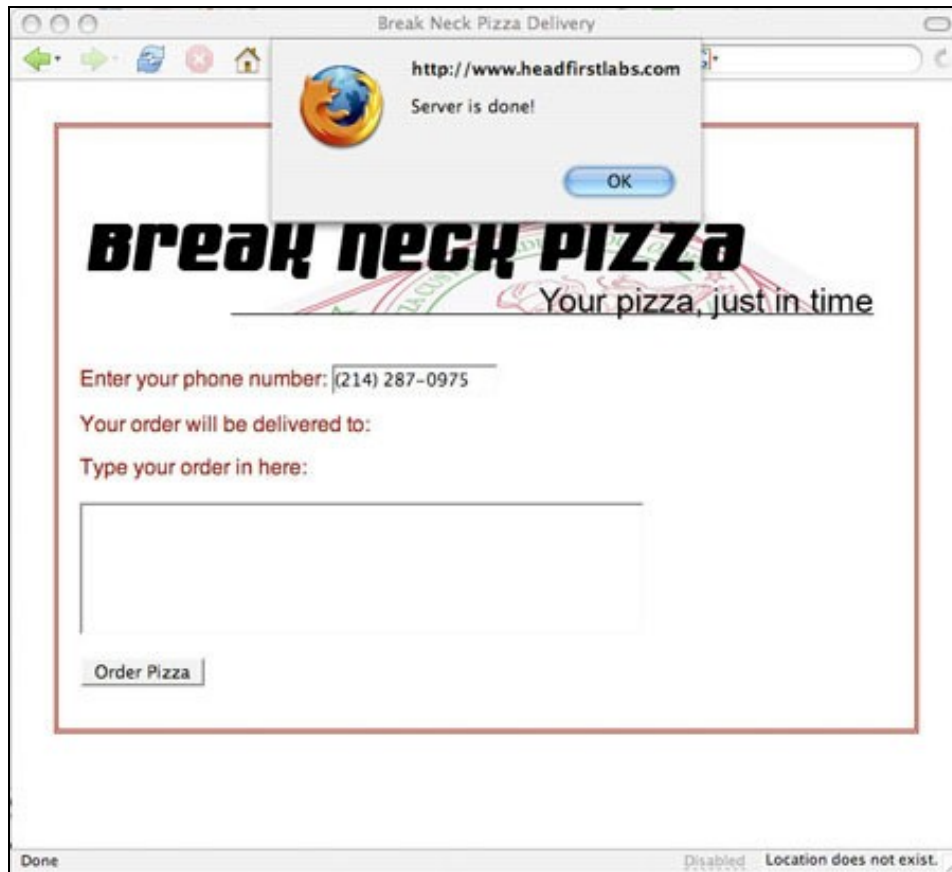 Break Neck Pizza Delivery
http://www.headfirstlabs.com
Server is done!
OK
Break Neck Pizza
Your pizza, just in time
Enter your phone number: (214) 287-0975
Your order will be delivered to:
Type your order in here:
Order Pizza
Done
Disabled Location does not exist.